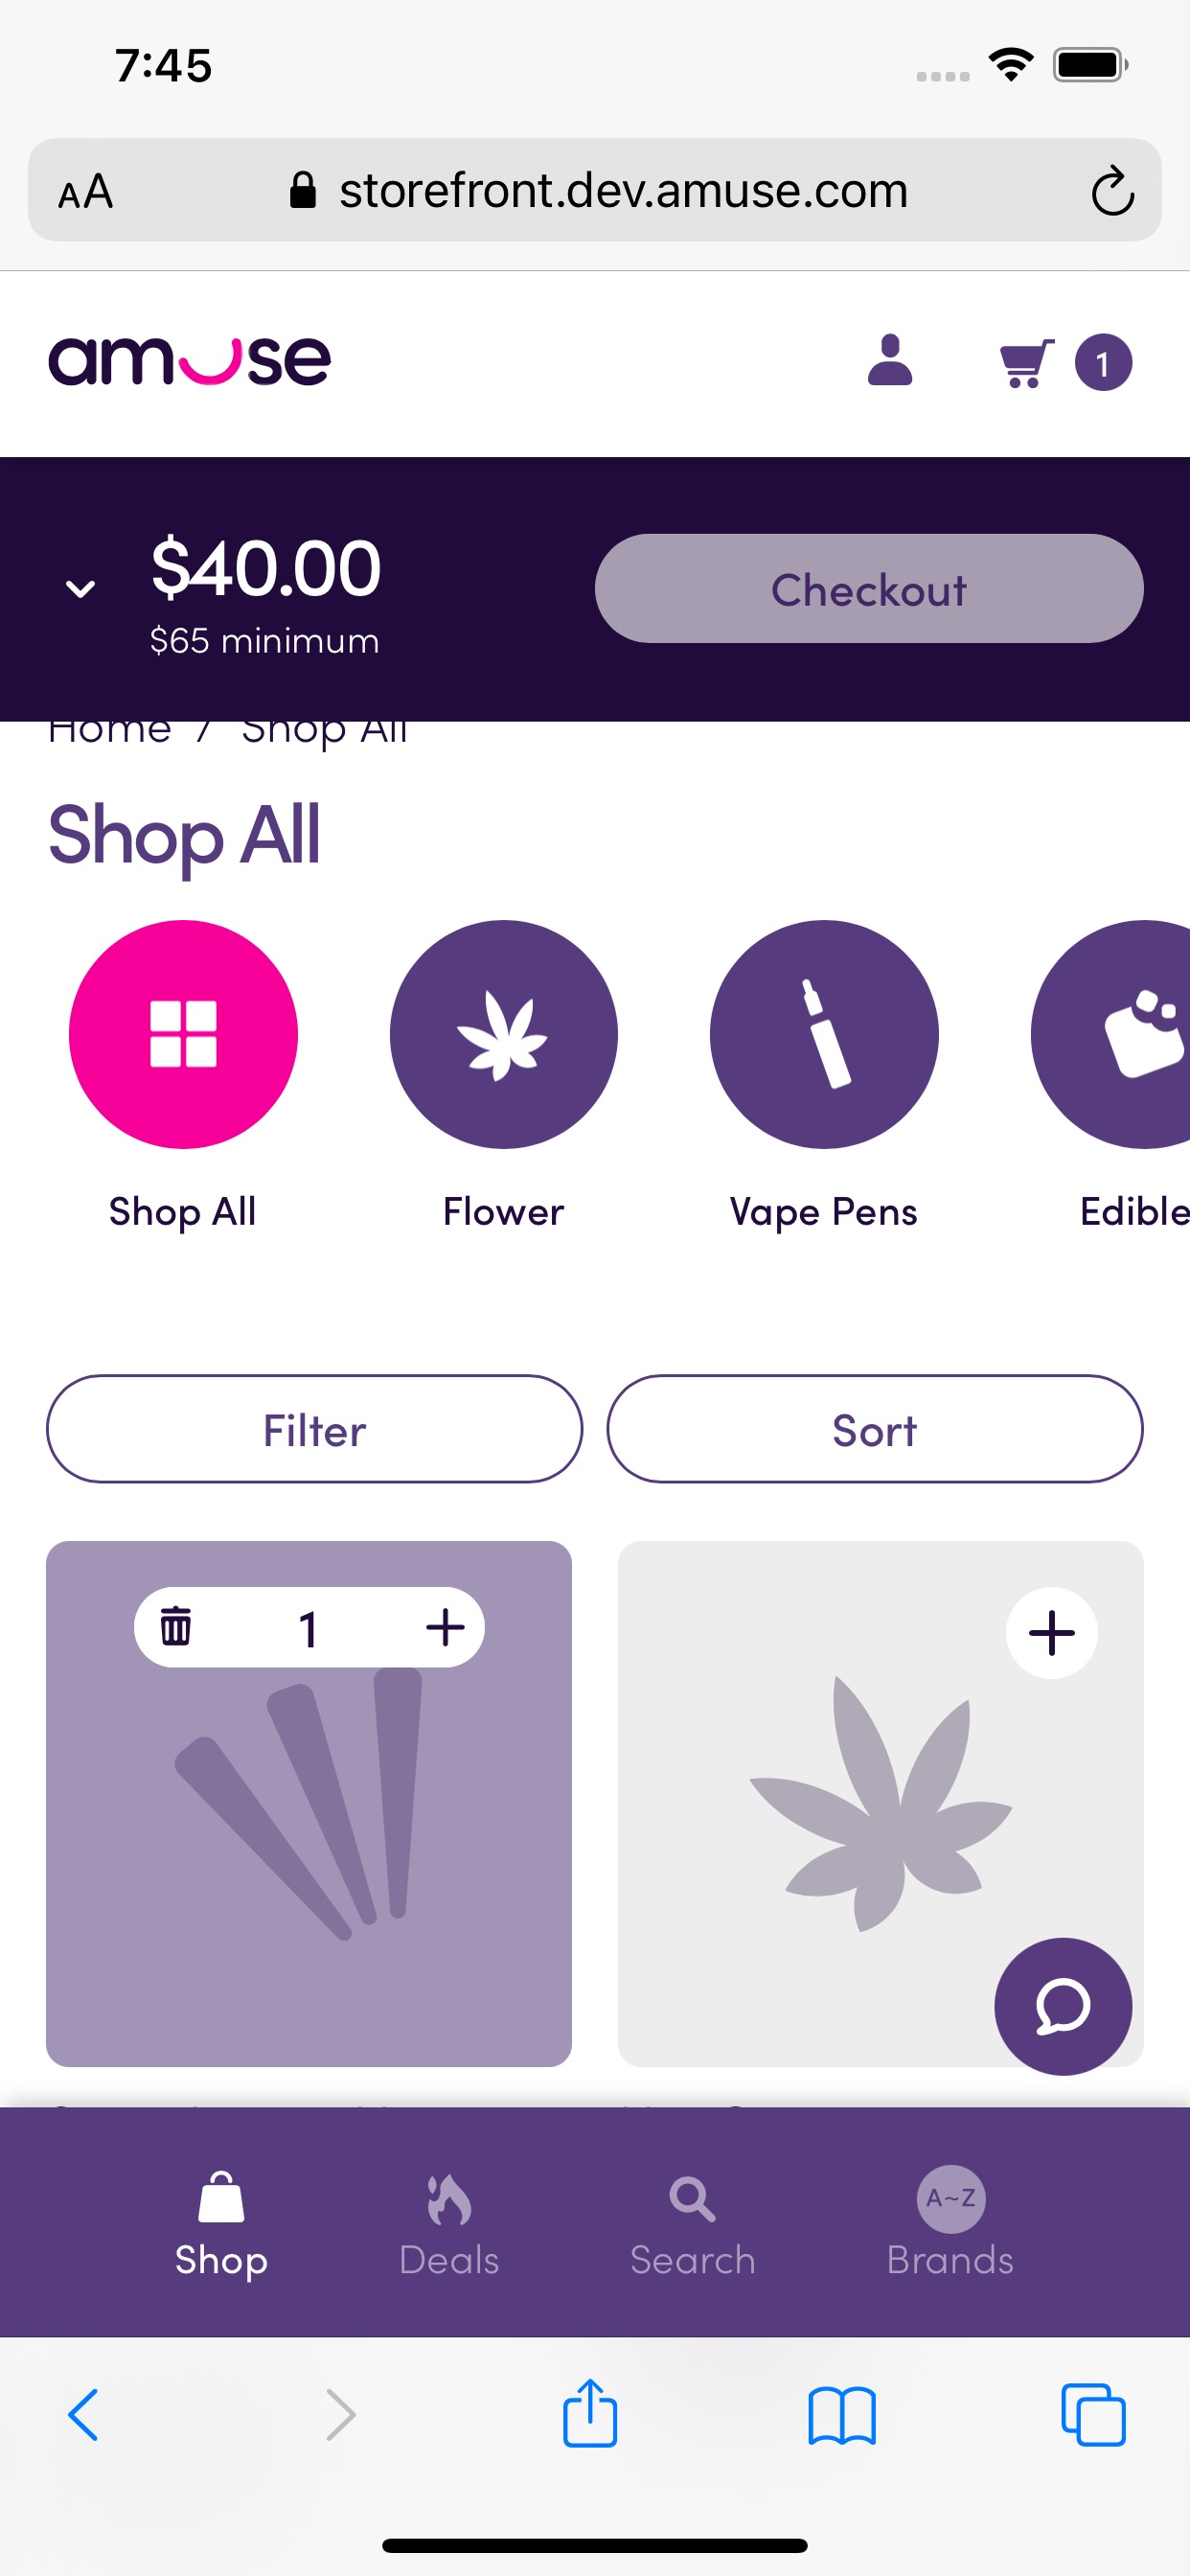 7:45
AA storefront.dev.amuse.com
amuse 1
$40.00
$65 minimum
Checkout
Home / Shop All
Shop All
Shop All Flower Vape Pens Edible
Filter Sort
1
Shop Deals Search A~Z Brands